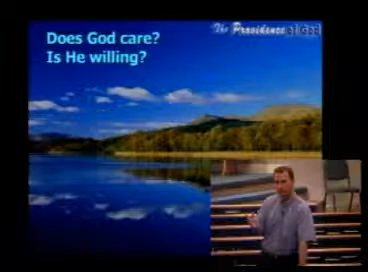 The Providence of God
Does God care?
Is He willing?